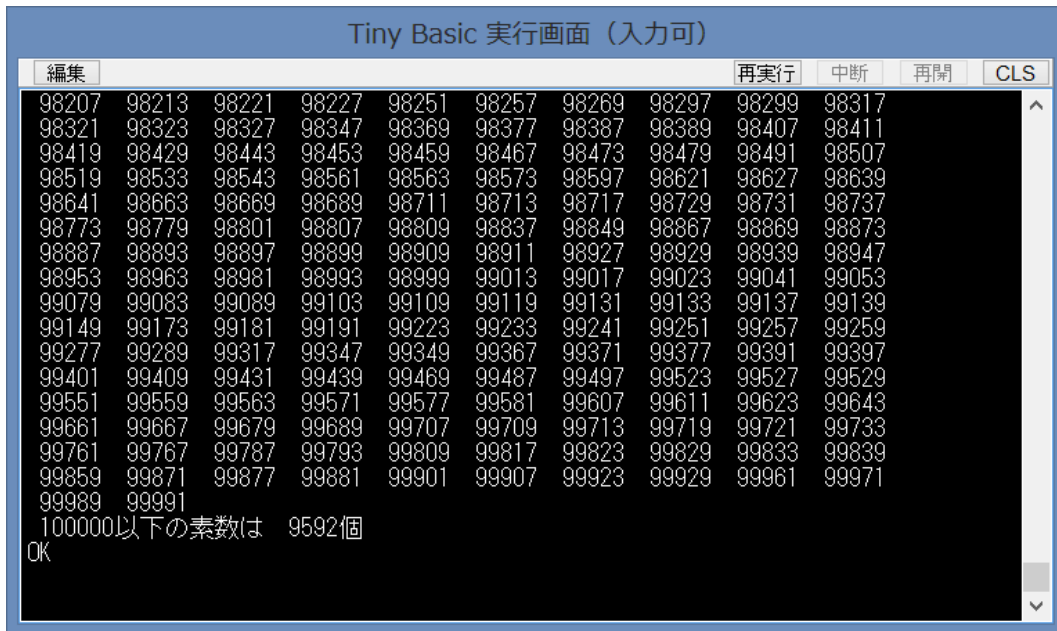 Tiny Basic 実行画面（入力可）
編集 再実行 中断 再開 CLS
98207 98213 98221 98227 98251 98257 98269 98297 98299 98317
98321 98323 98327 98347 98369 98377 98387 98389 98407 98411
98419 98429 98443 98453 98459 98467 98473 98479 98491 98507
98519 98533 98543 98561 98563 98573 98597 98621 98627 98639
98641 98663 98669 98689 98711 98713 98717 98729 98731 98737
98773 98779 98801 98807 98809 98837 98849 98867 98869 98873
98887 98893 98897 98899 98909 98911 98927 98929 98939 98947
98953 98963 98981 98993 98999 99013 99017 99023 99041 99053
99079 99083 99089 99103 99109 99119 99131 99133 99137 99139
99149 99173 99181 99191 99223 99233 99241 99251 99257 99259
99277 99289 99317 99347 99349 99367 99371 99377 99391 99397
99401 99409 99431 99439 99469 99487 99497 99523 99527 99529
99551 99559 99563 99571 99577 99581 99607 99611 99623 99643
99661 99667 99679 99689 99707 99709 99713 99719 99721 99733
99761 99767 99787 99793 99809 99817 99823 99829 99833 99839
99859 99871 99877 99881 99901 99907 99923 99929 99961 99971
99989 99991
100000以下の素数は 9592個
OK